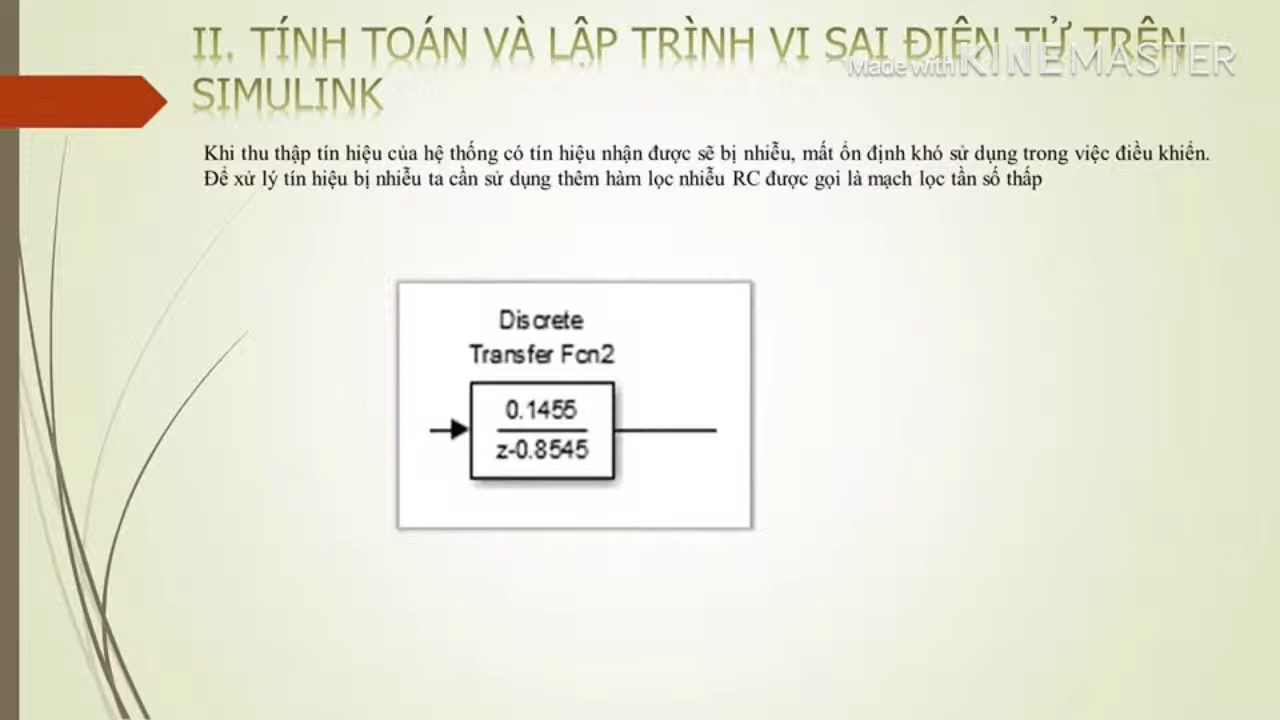 II. TÍNH TOÁN VÀ LẬP TRÌNH VI SAI ĐIỆN TỬ TRÊN
SIMULINK
Made with KINEMASTER
Khi thu thập tín hiệu của hệ thống có tín hiệu nhận được sẽ bị nhiễu, mất ổn định khó sử dụng trong việc điều khiển.
Để xử lý tín hiệu bị nhiễu ta cần sử dụng thêm hàm lọc nhiễu RC được gọi là mạch lọc tần số thấp
Discrete
Transfer Fcn2
0.1455
z-0.8545